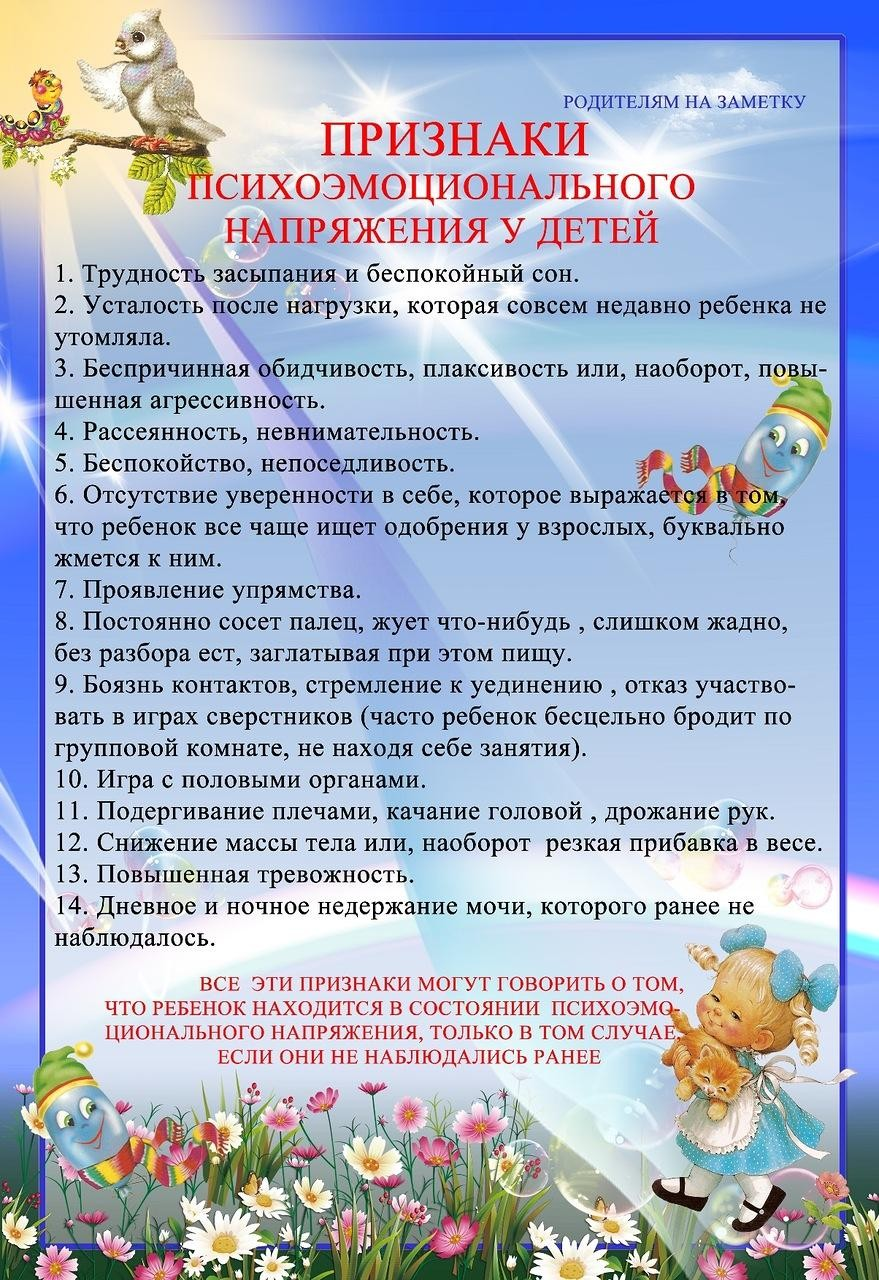 РОДИТЕЛЯМ НА ЗАМЕТКУ
ПРИЗНАКИ
ПСИХОЭМОЦИОНАЛЬНОГО
НАПРЯЖЕНИЯ У ДЕТЕЙ
1. Трудность засыпания и беспокойный сон.
2. Усталость после нагрузки, которая совсем недавно ребенка не
утомляла.
3. Беспричинная обидчивость, плаксивость или, наоборот, повы-
шенная агрессивность.
4. Рассеянность, невнимательность.
5. Беспокойство, непоседливость.
6. Отсутствие уверенности в себе, которое выражается в том,
что ребенок все чаще ищет одобрения у взрослых, буквально
жмется к ним.
7. Проявление упрямства.
8. Постоянно сосет палец, жует что-нибудь , слишком жадно,
без разбора ест, заглатывая при этом пищу.
9. Боязнь контактов, стремление к уединению , отказ участво-
вать в играх сверстников (часто ребенок бесцельно бродит по
групповой комнате, не находя себе занятия).
10. Игра с половыми органами.
11. Подергивание плечами, качание головой , дрожание рук.
12. Снижение массы тела или, наоборот  резкая прибавка в весе.
13. Повышенная тревожность.
14. Дневное и ночное недержание мочи, которого ранее не
наблюдалось.
ВСЕ  ЭТИ ПРИЗНАКИ МОГУТ ГОВОРИТЬ О ТОМ,
ЧТО РЕБЕНОК НАХОДИТСЯ В СОСТОЯНИИ  ПСИХОЭМО-
ЦИОНАЛЬНОГО НАПРЯЖЕНИЯ, ТОЛЬКО В ТОМ СЛУЧАЕ,
ЕСЛИ ОНИ НЕ НАБЛЮДАЛИСЬ РАНЕЕ